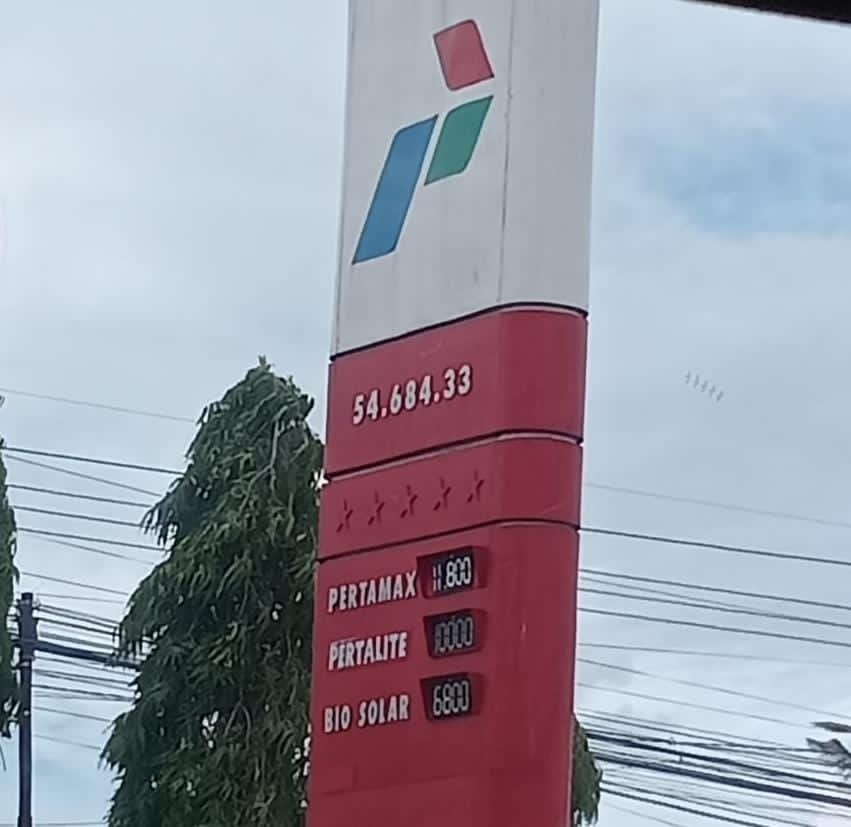 54.684.33
PERTAMAX 11.800
PERTALITE 10000
BIO SOLAR 6800